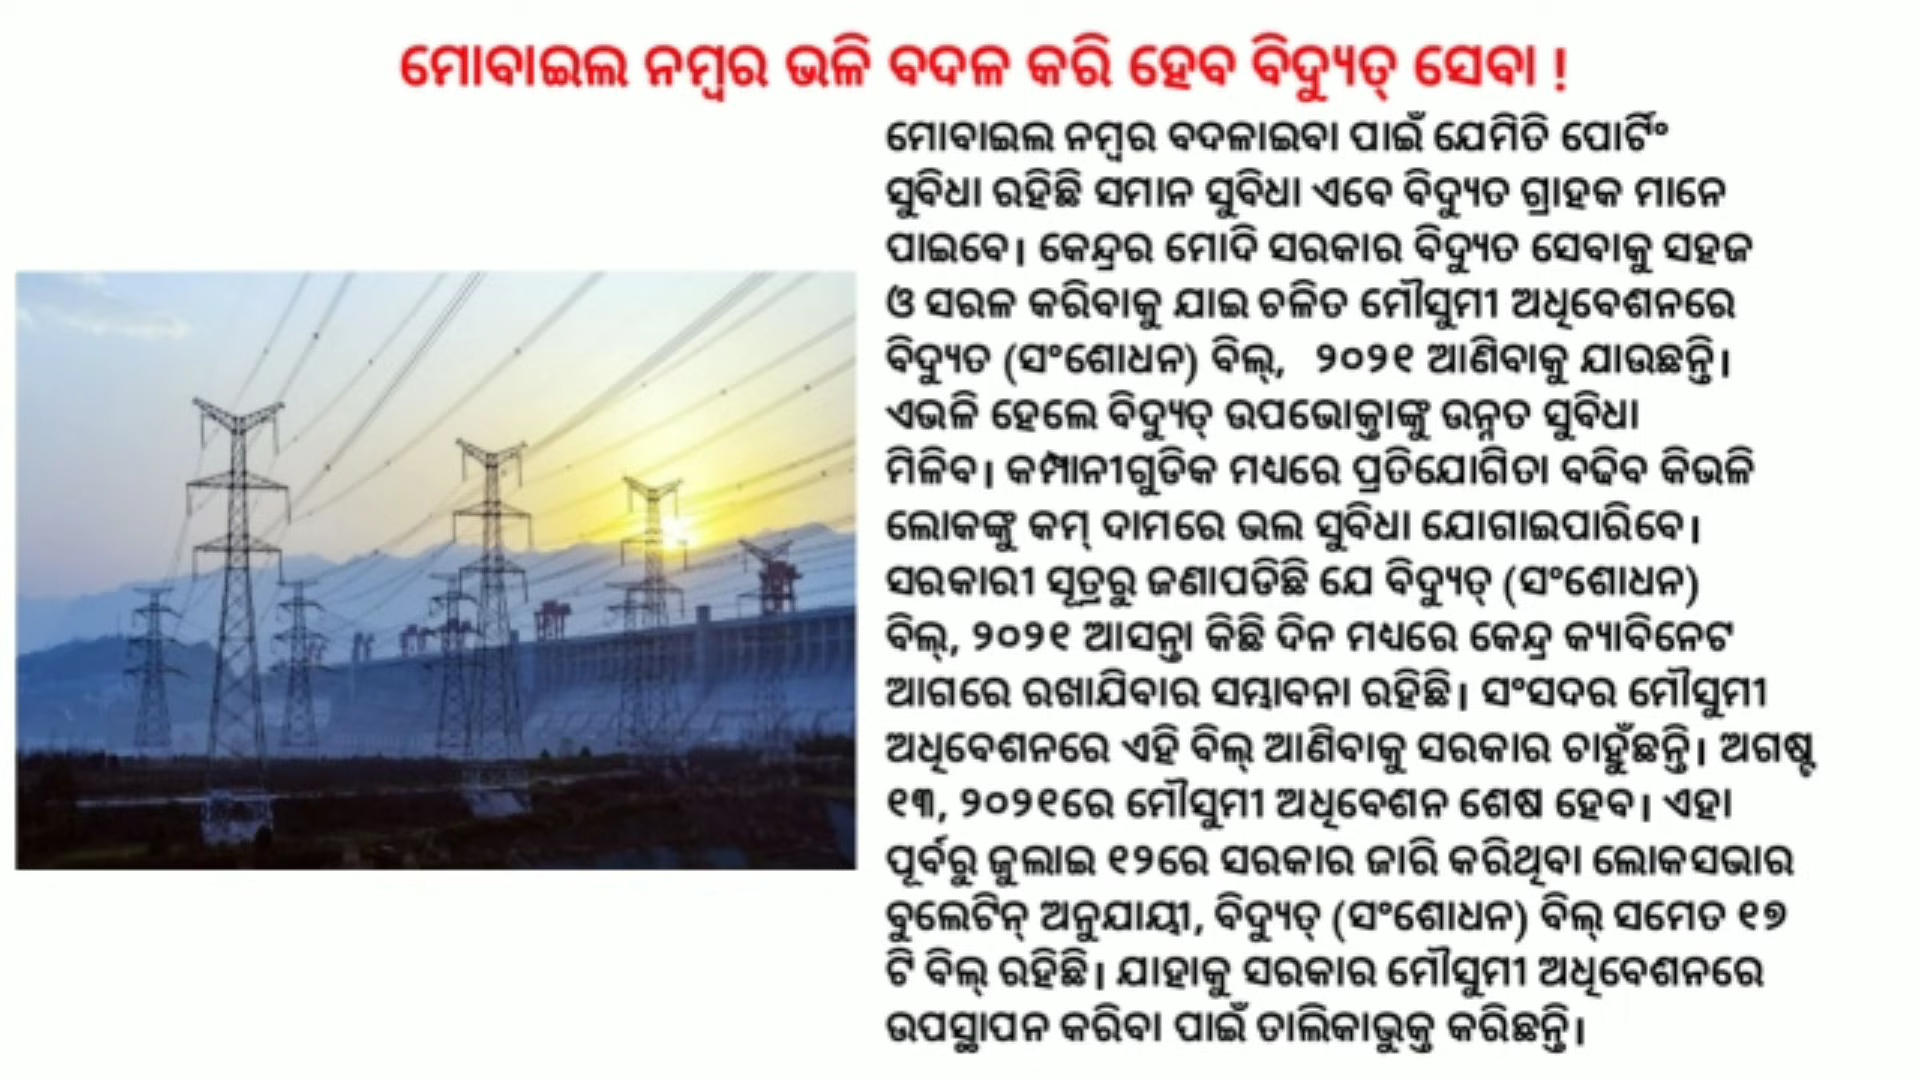 ମୋବାଇଲ ନମ୍ବର ଭଳି ବଦଳ କରି ହେବ ବିଦ୍ୟୁତ୍ ସେବା !
ମୋବାଇଲ ନମ୍ବର ବଦଳାଇବା ପାଇଁ ଯେମିତି ପୋର୍ଟିଂ
ସୁବିଧା ରହିଛି ସମାନ ସୁବିଧା ଏବେ ବିଦ୍ୟୁତ ଗ୍ରାହକ ମାନେ
ପାଇବେ। କେନ୍ଦ୍ରର ମୋଦି ସରକାର ବିଦ୍ୟୁତ ସେବାକୁ ସହଜ
ଓ ସରଳ କରିବାକୁ ଯାଇ ଚଳିତ ମୌସୁମୀ ଅଧିବେଶନରେ
ବିଦ୍ୟୁତ (ସଂଶୋଧନ) ବିଲ୍, ୨୦୨୧ ଆଣିବାକୁ ଯାଉଛନ୍ତି।
ଏଭଳି ହେଲେ ବିଦ୍ୟୁତ୍ ଉପଭୋକ୍ତାଙ୍କୁ ଉନ୍ନତ ସୁବିଧା
ମିଳିବ। କମ୍ପାନୀଗୁଡିକ ମଧ୍ୟରେ ପ୍ରତିଯୋଗିତା ବଢିବ କିଭଳି
ଲୋକଙ୍କୁ କମ୍ ଦାମରେ ଭଲ ସୁବିଧା ଯୋଗାଇପାରିବେ।
ସରକାରୀ ସୂତ୍ରରୁ ଜଣାପଡିଛି ଯେ ବିଦ୍ୟୁତ୍ (ସଂଶୋଧନ)
ବିଲ୍, ୨୦୨୧ ଆସନ୍ତା କିଛି ଦିନ ମଧ୍ୟରେ କେନ୍ଦ୍ର କ୍ୟାବିନେଟ
ଆଗରେ ରଖାଯିବାର ସମ୍ଭାବନା ରହିଛି। ସଂସଦର ମୌସୁମୀ
ଅଧିବେଶନରେ ଏହି ବିଲ୍ ଆଣିବାକୁ ସରକାର ଚାହୁଁଛନ୍ତି। ଅଗଷ୍ଟ
୧୩, ୨୦୨୧ରେ ମୌସୁମୀ ଅଧିବେଶନ ଶେଷ ହେବ। ଏହା
ପୂର୍ବରୁ ଜୁଲାଇ ୧୨ରେ ସରକାର ଜାରି କରିଥିବା ଲୋକସଭାର
ବୁଲେଟିନ୍ ଅନୁଯାୟୀ, ବିଦ୍ୟୁତ୍ (ସଂଶୋଧନ) ବିଲ୍ ସମେତ ୧୭
ଟି ବିଲ୍ ରହିଛି। ଯାହାକୁ ସରକାର ମୌସୁମୀ ଅଧିବେଶନରେ
ଉପସ୍ଥାପନ କରିବା ପାଇଁ ତାଲିକାଭୁକ୍ତ କରିଛନ୍ତି।